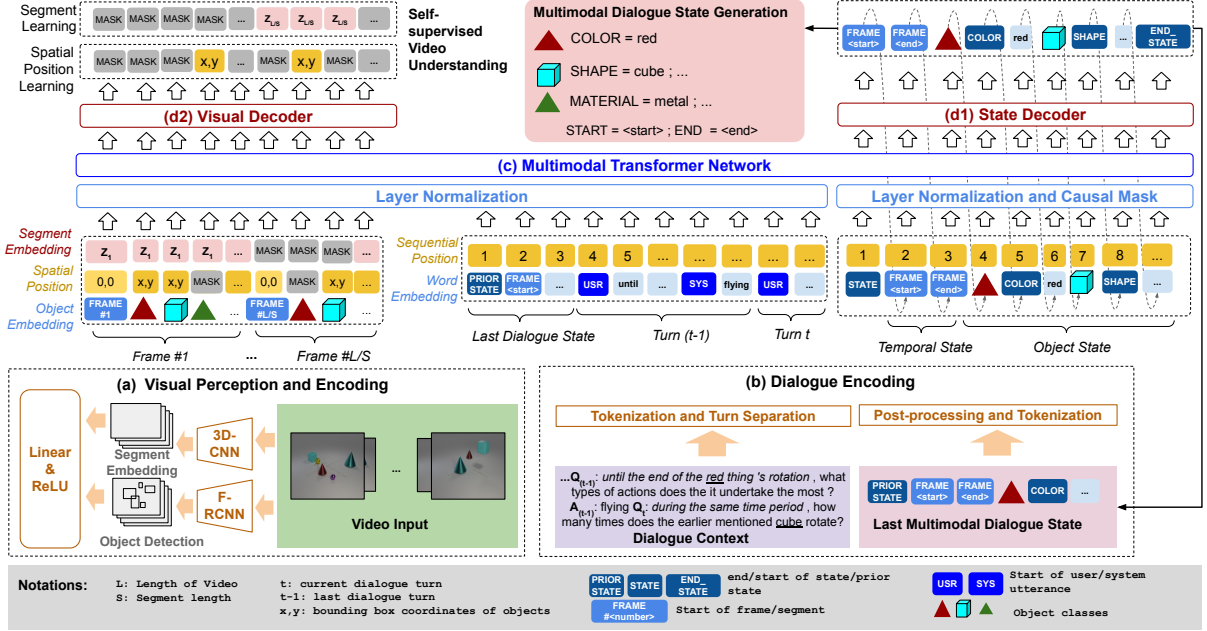 Segment Learning
MASK MASK MASK MASK ... Z_L/S Z_L/S Z_L/S ...
Self-supervised Video Understanding
Spatial Position Learning
MASK MASK MASK x,y ... MASK x,y MASK ...
Multimodal Dialogue State Generation
COLOR = red
SHAPE = cube ; ...
MATERIAL = metal ; ...
START = <start> ; END = <end>
FRAME <start> FRAME <end> COLOR red SHAPE ... END_STATE
(d2) Visual Decoder
(d1) State Decoder
(c) Multimodal Transformer Network
Layer Normalization
Layer Normalization and Causal Mask
Segment Embedding
Z_1 Z_1 Z_1 Z_1 ... MASK MASK MASK ...
Spatial Position
0,0 x,y x,y MASK ... 0,0 MASK x,y ...
Object Embedding
FRAME #1 ... FRAME #L/S ...
Frame #1 ... Frame #L/S
Sequential Position
1 2 3 4 5 ... ... ... ...
Word Embedding
PRIOR STATE FRAME <start> ... USR until ... SYS flying USR ...
Last Dialogue State Turn (t-1) Turn t
1 2 3 4 5 6 7 8 ...
STATE FRAME <start> FRAME <end> COLOR red SHAPE ...
Temporal State Object State
(a) Visual Perception and Encoding
Linear & ReLU
Segment Embedding
3D-CNN
Object Detection
F-RCNN
...
Video Input
(b) Dialogue Encoding
Tokenization and Turn Separation
Post-processing and Tokenization
...Q_(t-1): until the end of the red thing 's rotation , what
types of actions does the it undertake the most ?
A_(t-1): flying Q_t: during the same time period , how
many times does the earlier mentioned cube rotate?
Dialogue Context
PRIOR STATE FRAME <start> FRAME <end> COLOR ...
Last Multimodal Dialogue State
Notations:
L: Length of Video
S: Segment length
t: current dialogue turn
t-1: last dialogue turn
x,y: bounding box coordinates of objects
PRIOR STATE STATE END_STATE end/start of state/prior state
FRAME #<number> Start of frame/segment
USR SYS Start of user/system utterance
Object classes